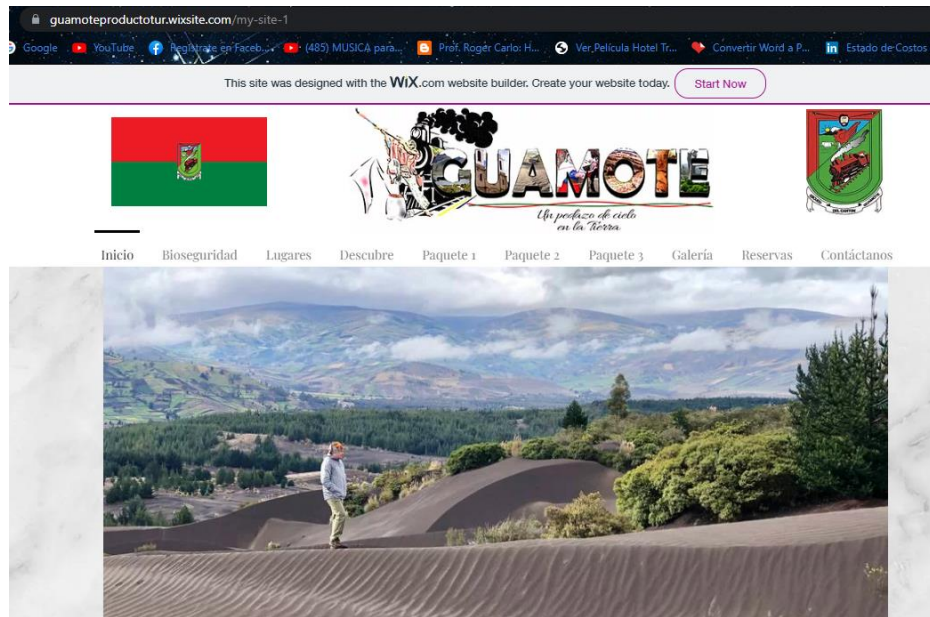 guamoteproductotur.wixsite.com/my-site-1
Google YouTube Regístrate en Faceb... (485) MUSICA para... Prof. Roger Carlo: H... Ver Película Hotel Tr... Convertir Word a P... Estado de Costos
This site was designed with the WiX.com website builder. Create your website today. Start Now
GUAMOTE
Un pedazo de cielo
en la Tierra
Inicio Bioseguridad Lugares Descubre Paquete 1 Paquete 2 Paquete 3 Galería Reservas Contáctanos